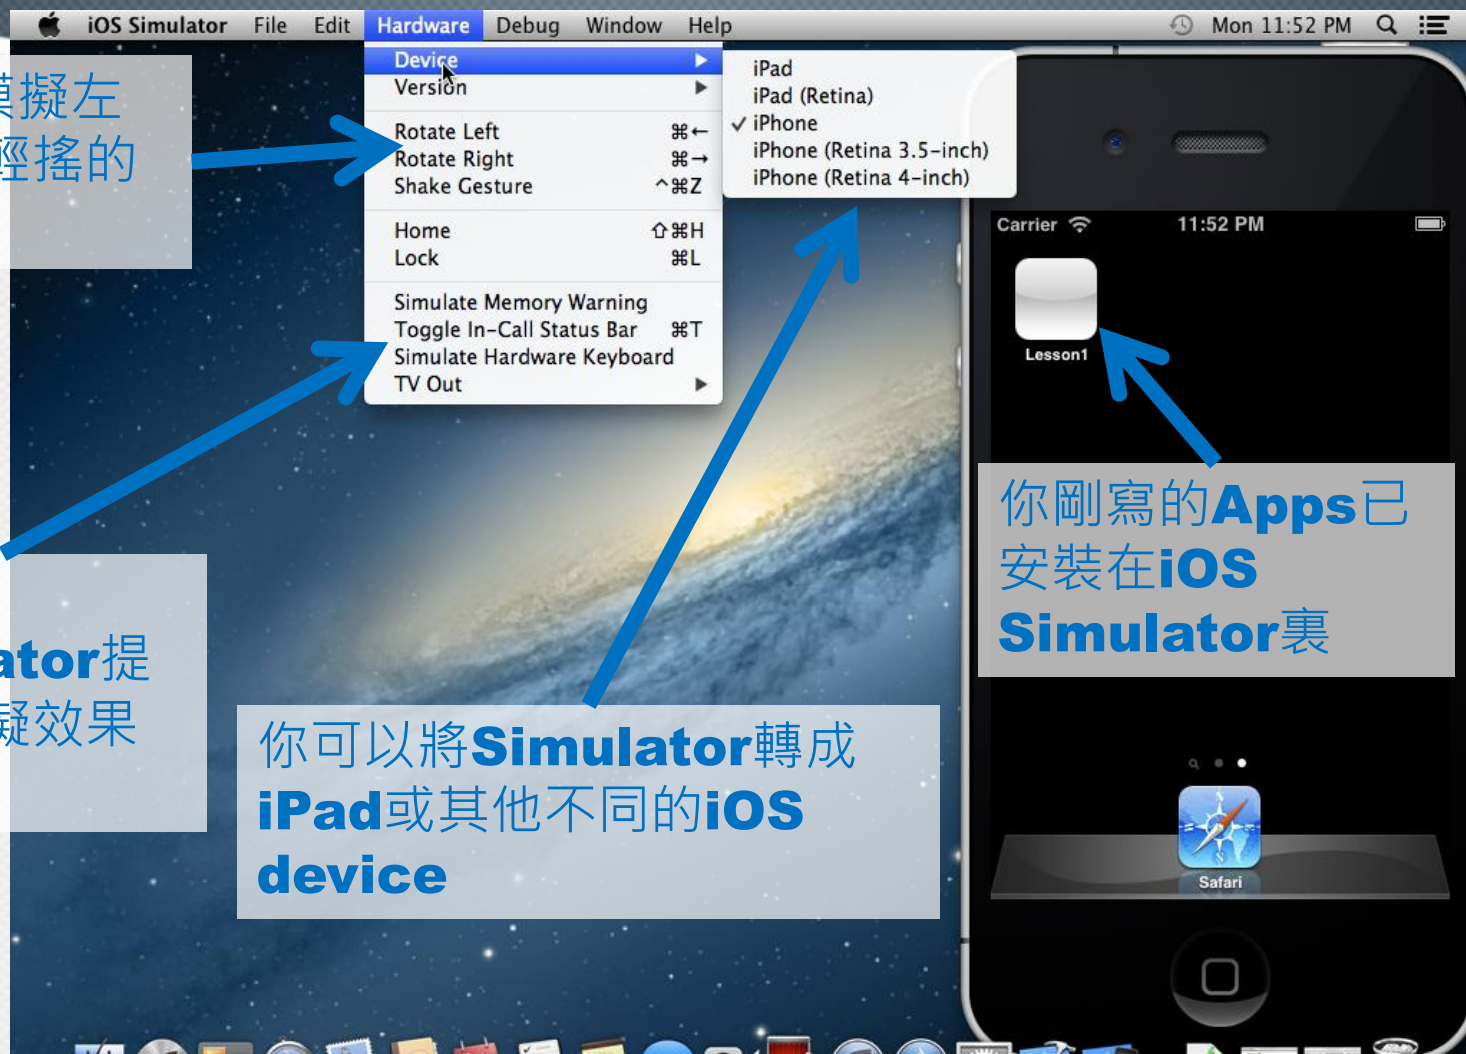 iOS Simulator File Edit Hardware Debug Window Help Mon 11:52 PM
Device
Version
Rotate Left ⌘←
Rotate Right ⌘→
Shake Gesture ^⌘Z
Home ⇧⌘H
Lock ⌘L
Simulate Memory Warning
Toggle In-Call Status Bar ⌘T
Simulate Hardware Keyboard
TV Out
iPad
iPad (Retina)
✓ iPhone
iPhone (Retina 3.5-inch)
iPhone (Retina 4-inch)
擬左
輕搖的
ator提
擬效果
你可以將Simulator轉成
iPad或其他不同的iOS
device
Carrier 11:52 PM
Lesson1
你剛寫的Apps已
安裝在iOS
Simulator裏
Safari